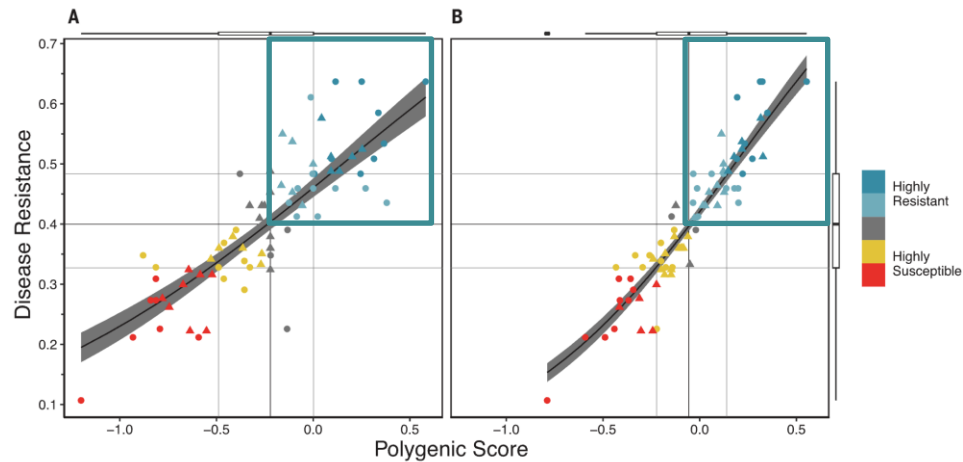 A
B
0.7
0.6
0.5
0.4
0.3
0.2
0.1
Disease Resistance
−1.0
−0.5
0.0
0.5
−1.0
−0.5
0.0
0.5
Polygenic Score
Highly
Resistant
Highly
Susceptible